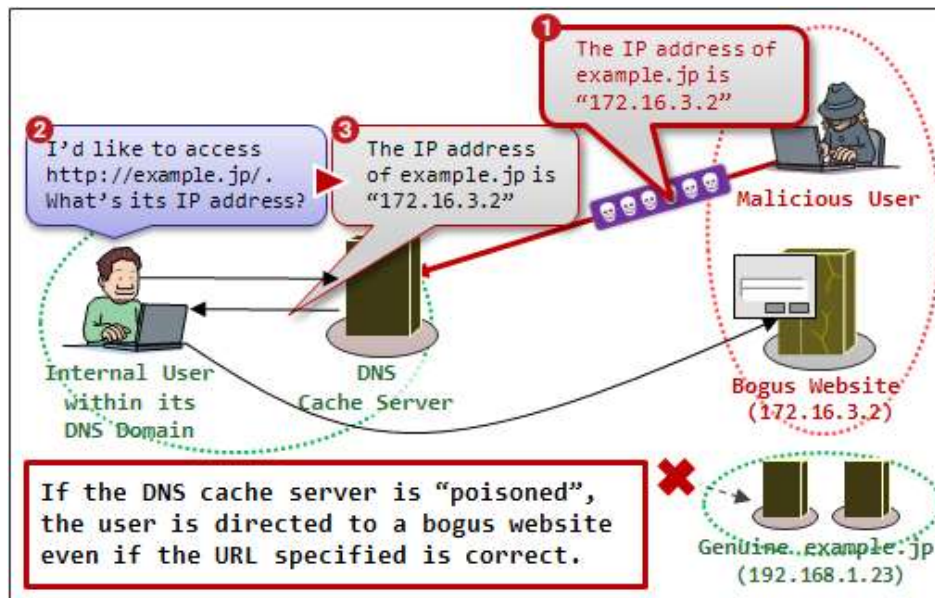 1
The IP address of
example.jp is
“172.16.3.2”
2
I’d like to access
http://example.jp/.
What’s its IP address?
3
The IP address
of example.jp is
“172.16.3.2”
Malicious User
Internal User
within its
DNS Domain
DNS
Cache Server
Bogus Website
(172.16.3.2)
If the DNS cache server is “poisoned”,
the user is directed to a bogus website
even if the URL specified is correct.
Genuine example.jp
(192.168.1.23)